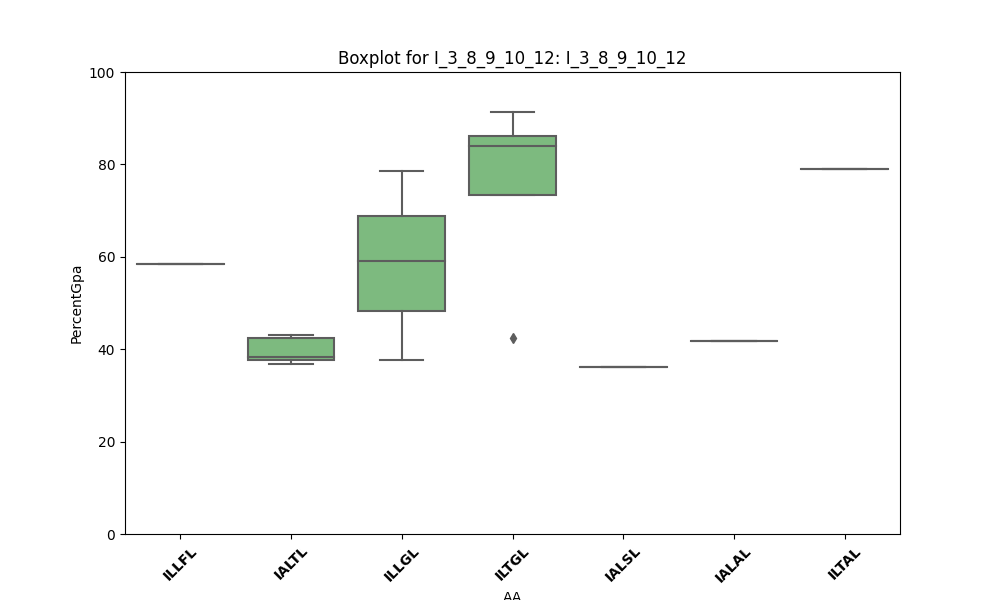 Boxplot for I_3_8_9_10_12: I_3_8_9_10_12
100
80
60
40
20
0
PercentGpa
ILLFL
IALTL
ILLGL
ILTGL
IALSL
IALAL
ILTAL
AA